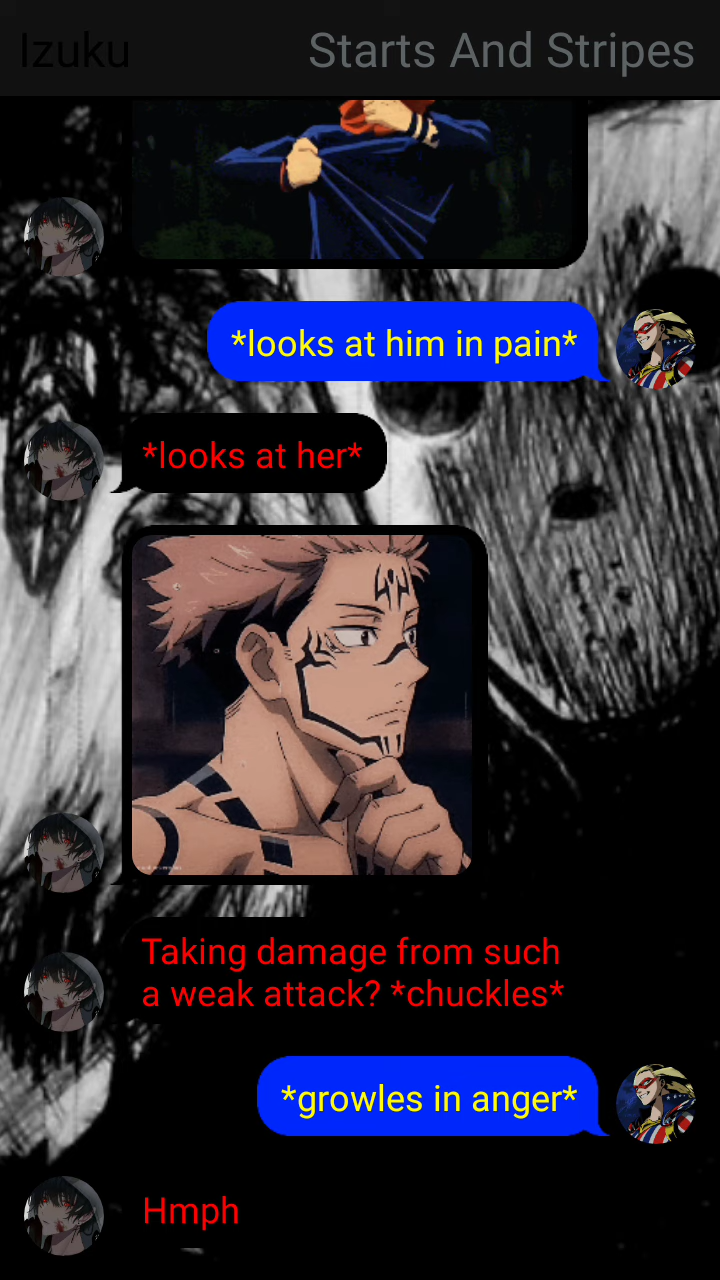 Izuku
Starts And Stripes
*looks at him in pain*
*looks at her*
Taking damage from such
a weak attack? *chuckles*
*growles in anger*
Hmph